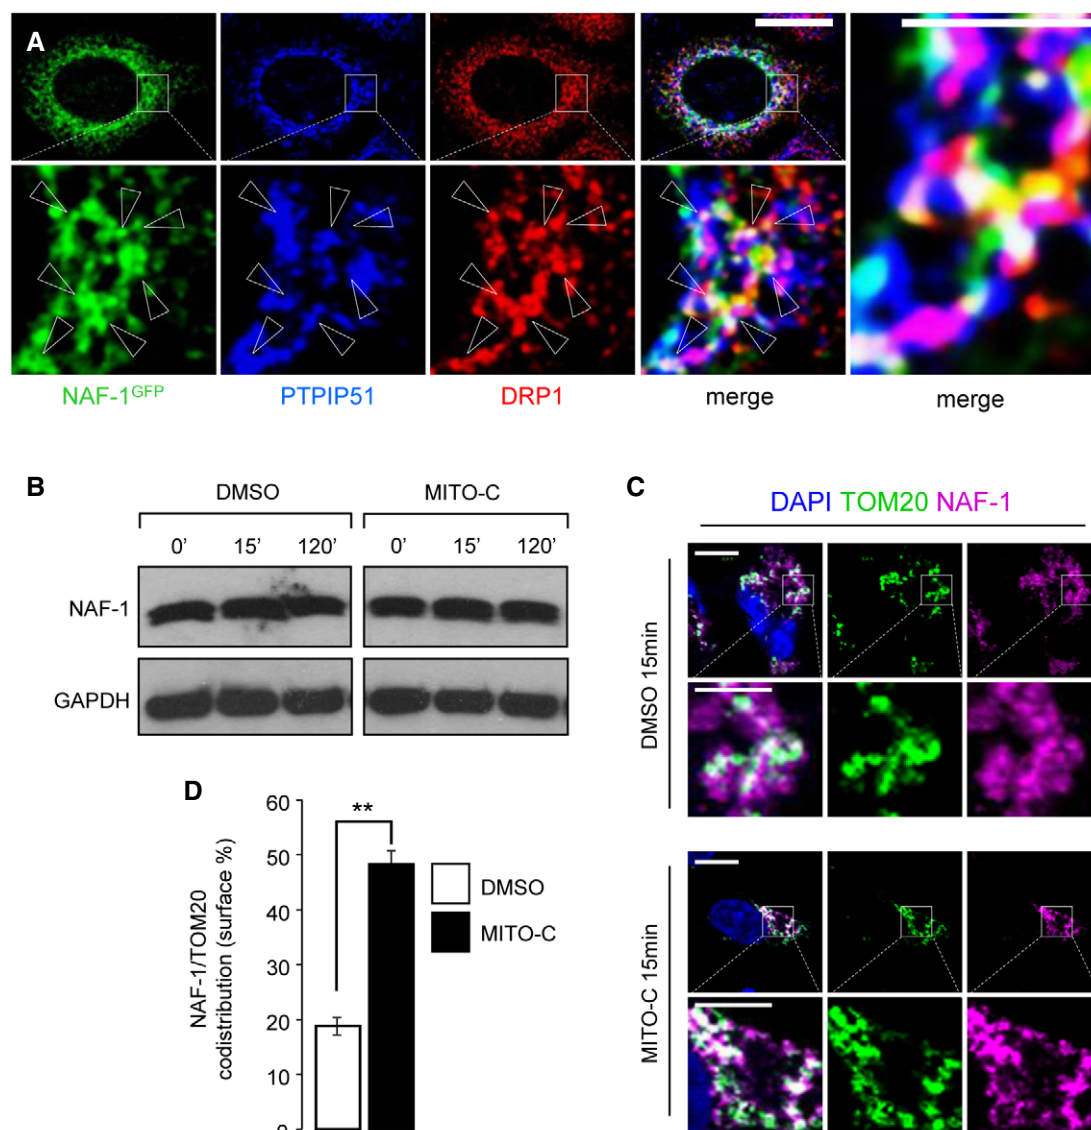 A
NAF-1GFP
PTPIP51
DRP1
merge
merge
B
DMSO
MITO-C
0' 15' 120' 0' 15' 120'
NAF-1
GAPDH
C
DAPI TOM20 NAF-1
DMSO 15min
MITO-C 15min
D
NAF-1/TOM20
codistribution (surface %)
60
50
40
30
20
10
0
**
DMSO
MITO-C